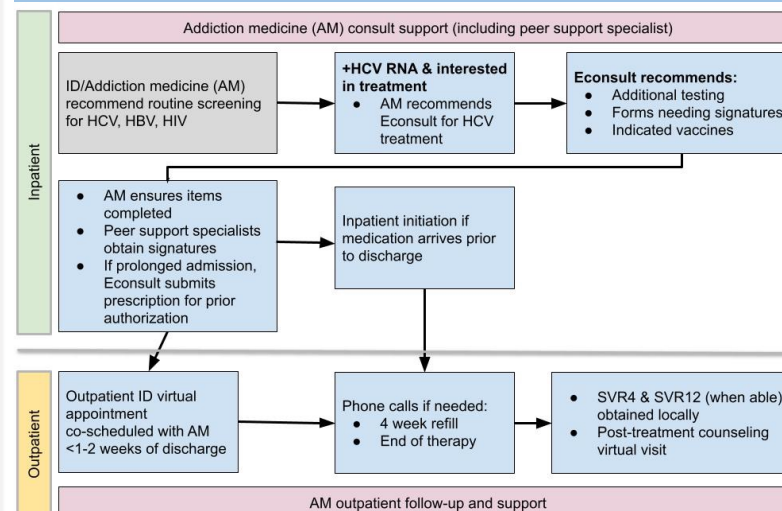 Addiction medicine (AM) consult support (including peer support specialist)
Inpatient
ID/Addiction medicine (AM)
recommend routine screening
for HCV, HBV, HIV
+HCV RNA & interested
in treatment
● AM recommends
Econsult for HCV
treatment
Econsult recommends:
● Additional testing
● Forms needing signatures
● Indicated vaccines
● AM ensures items
completed
● Peer support specialists
obtain signatures
● If prolonged admission,
Econsult submits
prescription for prior
authorization
Inpatient initiation if
medication arrives prior
to discharge
Outpatient
Outpatient ID virtual
appointment
co-scheduled with AM
<1-2 weeks of discharge
Phone calls if needed:
● 4 week refill
● End of therapy
● SVR4 & SVR12 (when able)
obtained locally
● Post-treatment counseling
virtual visit
AM outpatient follow-up and support